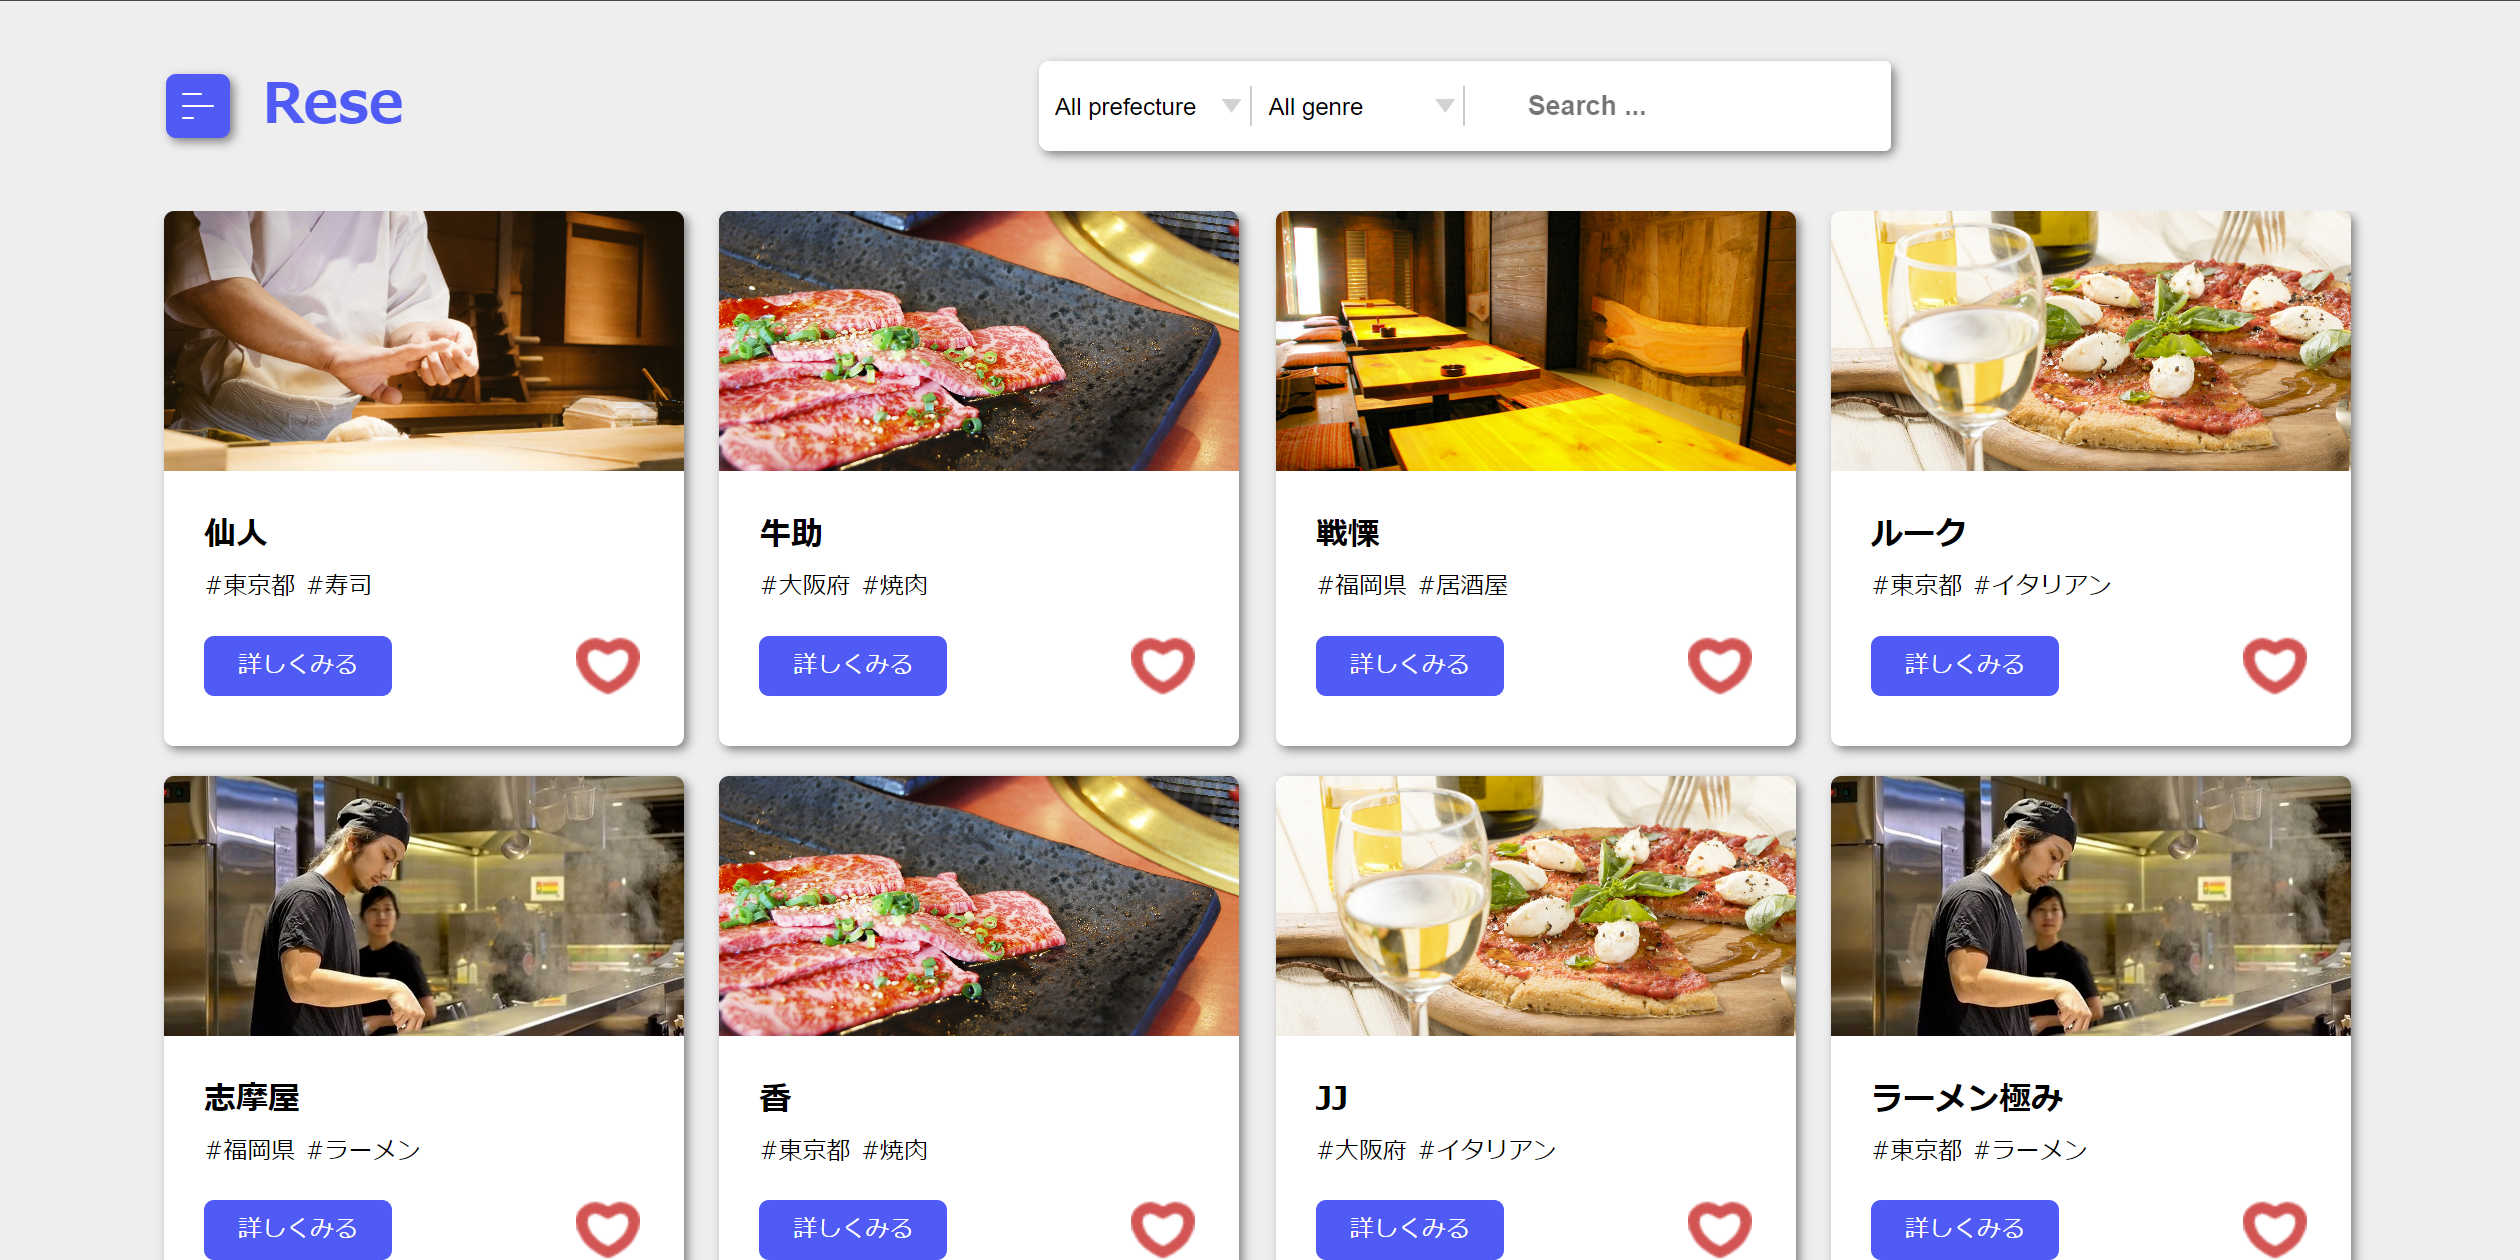 Rese
All prefecture
All genre
Search ...
仙人
#東京都 #寿司
詳しくみる
牛助
#大阪府 #焼肉
詳しくみる
戦慄
#福岡県 #居酒屋
詳しくみる
ルーク
#東京都 #イタリアン
詳しくみる
志摩屋
#福岡県 #ラーメン
詳しくみる
香
#東京都 #焼肉
詳しくみる
JJ
#大阪府 #イタリアン
詳しくみる
ラーメン極み
#東京都 #ラーメン
詳しくみる